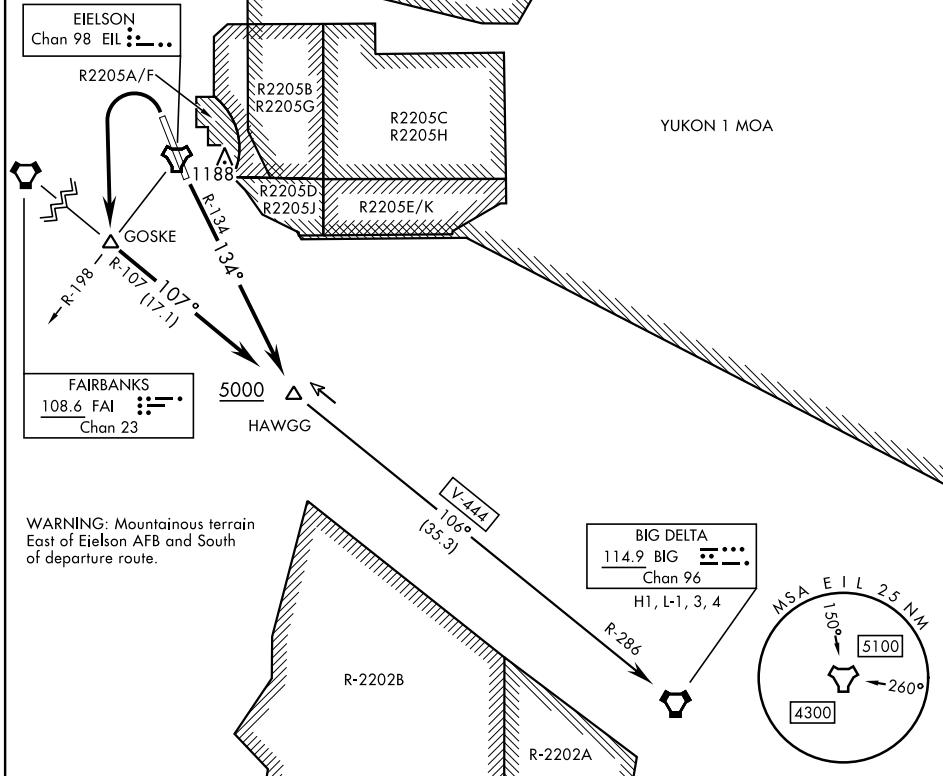 EIELSON
Chan 98 EIL
R2205A/F
R2205B
R2205G
R2205C
R2205H
YUKON 1 MOA
1188
R2205D
R2205J
R2205E/K
GOSKE
R-134
134°
R-198
R-107
(17.1)
107°
FAIRBANKS
108.6 FAI
Chan 23
5000
HAWGG
V-444
106°
(35.3)
WARNING: Mountainous terrain
East of Eielson AFB and South
of departure route.
BIG DELTA
114.9 BIG
Chan 96
H1, L-1, 3, 4
R-286
MSA EIL 25 NM
150°
5100
260°
4300
R-2202B
R-2202A